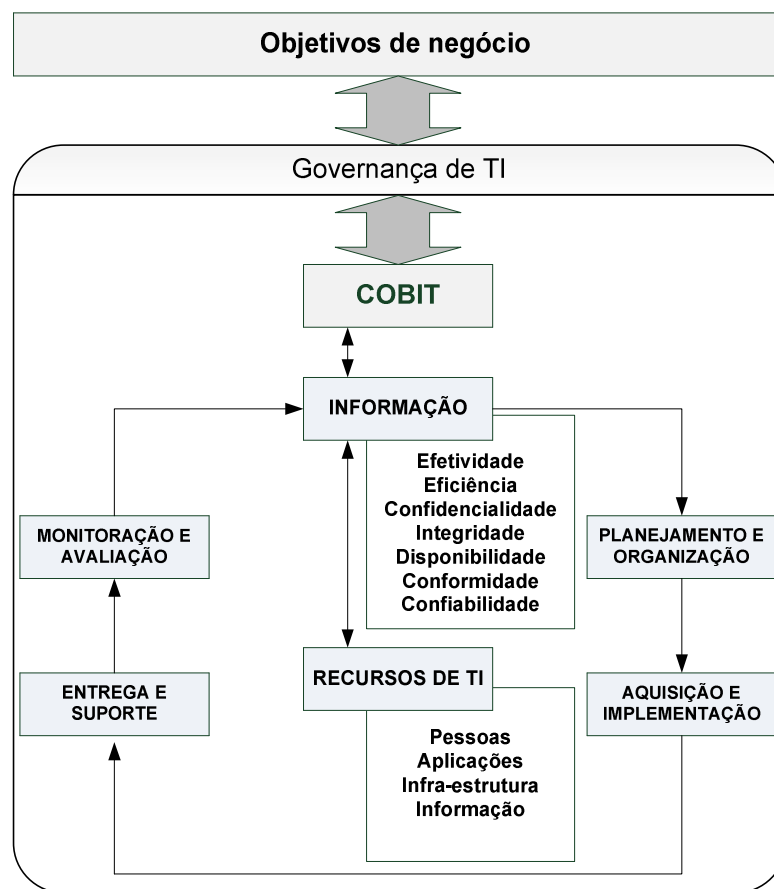 Objetivos de negócio
Governança de TI
COBIT
INFORMAÇÃO
Efetividade
Eficiência
Confidencialidade
Integridade
Disponibilidade
Conformidade
Confiabilidade
MONITORAÇÃO E
AVALIAÇÃO
PLANEJAMENTO E
ORGANIZAÇÃO
RECURSOS DE TI
ENTREGA E
SUPORTE
AQUISIÇÃO E
IMPLEMENTAÇÃO
Pessoas
Aplicações
Infra-estrutura
Informação